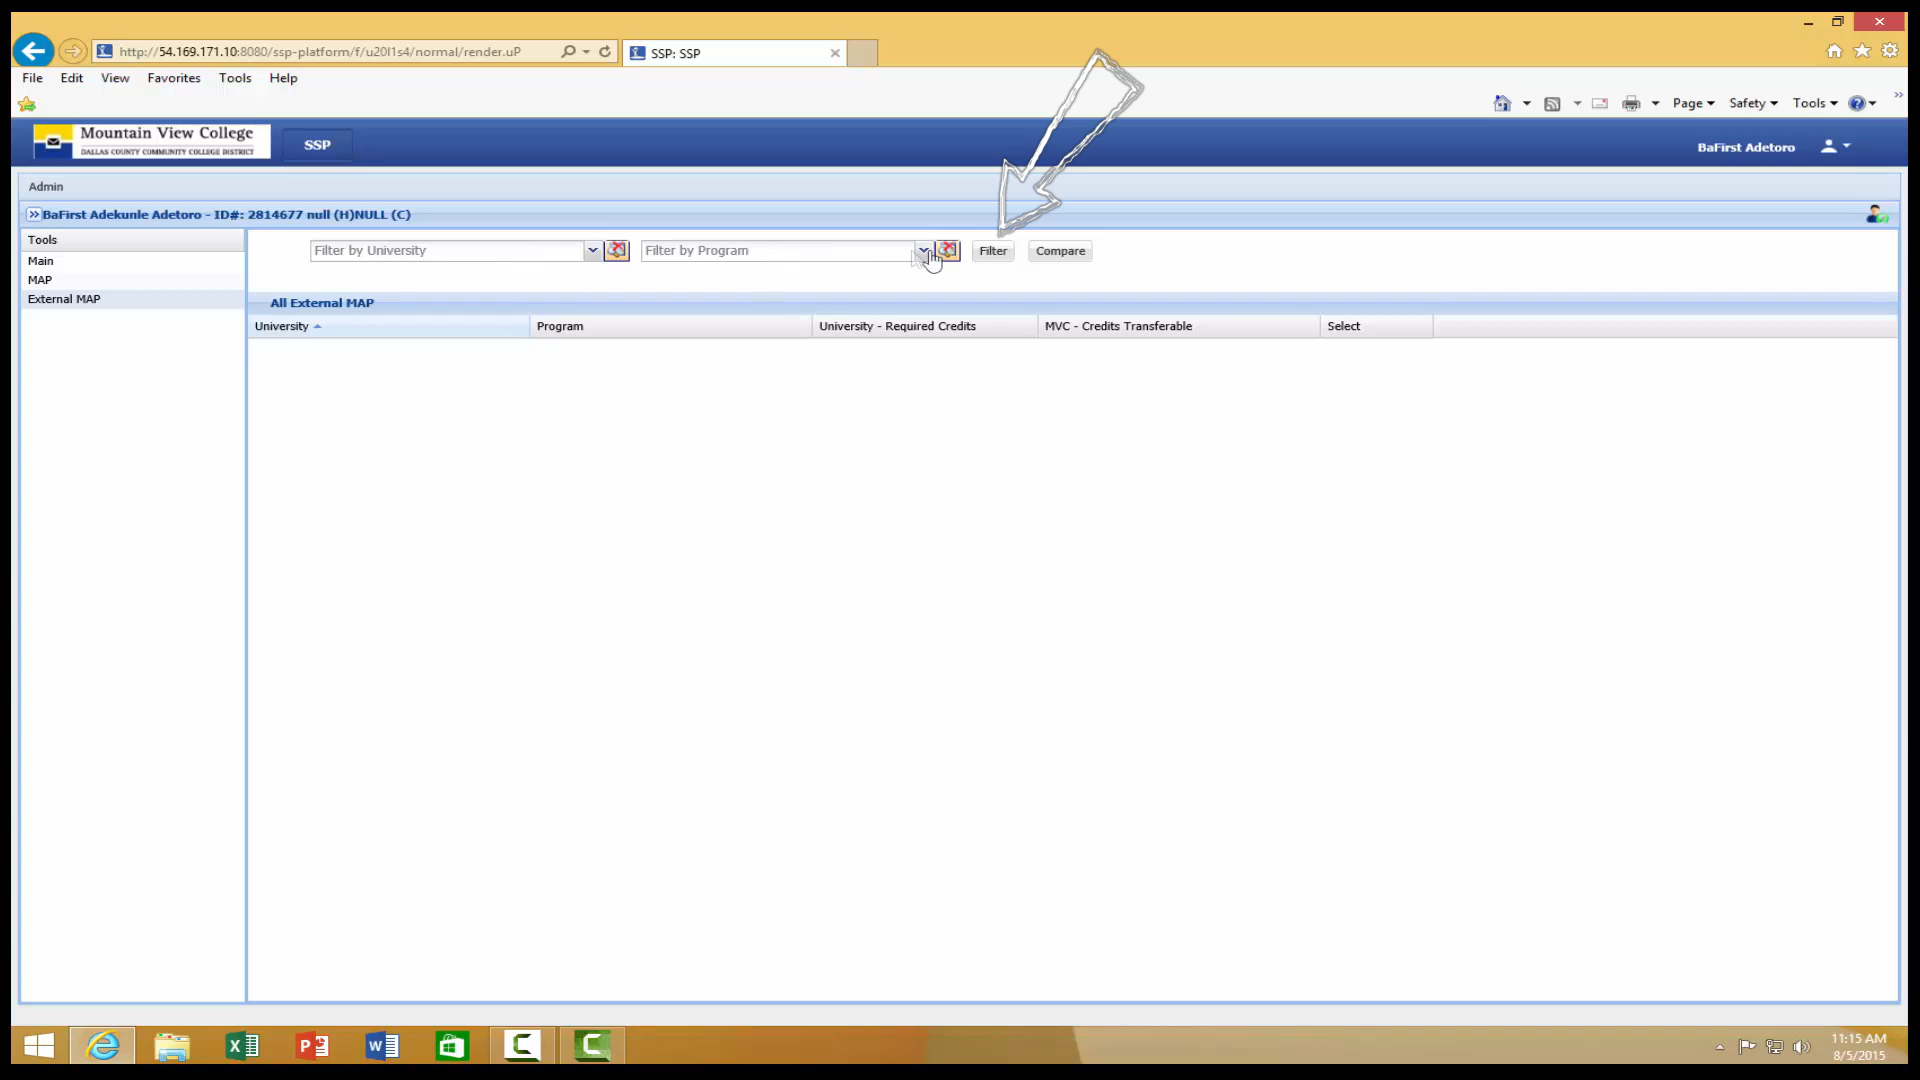 http://54.169.171.10:8080/ssp-platform/f/u20l1s4/normal/render.uP
SSP: SSP
File Edit View Favorites Tools Help
Page Safety Tools
Mountain View College
DALLAS COUNTY COMMUNITY COLLEGE DISTRICT
SSP
BaFirst Adetoro
Admin
BaFirst Adekunle Adetoro - ID#: 2814677 null (H)NULL (C)
Tools
Main
MAP
External MAP
Filter by University
Filter by Program
Filter
Compare
All External MAP
University
Program
University - Required Credits
MVC - Credits Transferable
Select
11:15 AM
8/5/2015